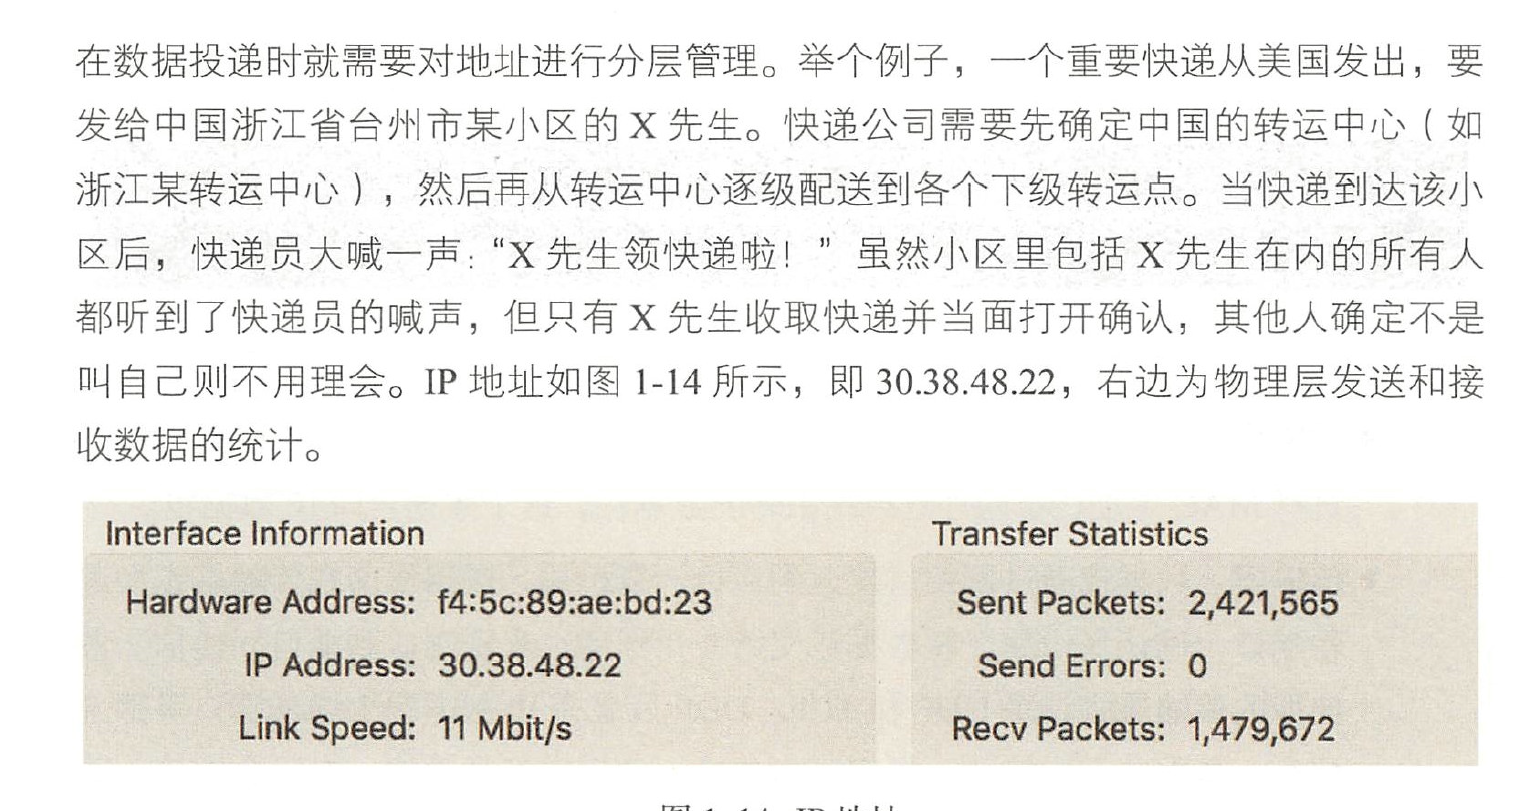 在数据投递时就需要对地址进行分层管理。举个例子，一个重要快递从美国发出，要
发给中国浙江省台州市某小区的 X 先生。快递公司需要先确定中国的转运中心（如
浙江某转运中心），然后再从转运中心逐级配送到各个下级转运点。当快递到达该小
区后，快递员大喊一声：“X 先生领快递啦！”虽然小区里包括 X 先生在内的所有人
都听到了快递员的喊声，但只有 X 先生收取快递并当面打开确认，其他人确定不是
叫自己则不用理会。IP 地址如图 1-14 所示，即 30.38.48.22，右边为物理层发送和接
收数据的统计。
Interface Information
Hardware Address: f4:5c:89:ae:bd:23
IP Address: 30.38.48.22
Link Speed: 11 Mbit/s
Transfer Statistics
Sent Packets: 2,421,565
Send Errors: 0
Recv Packets: 1,479,672
图 1-14 IP 地址